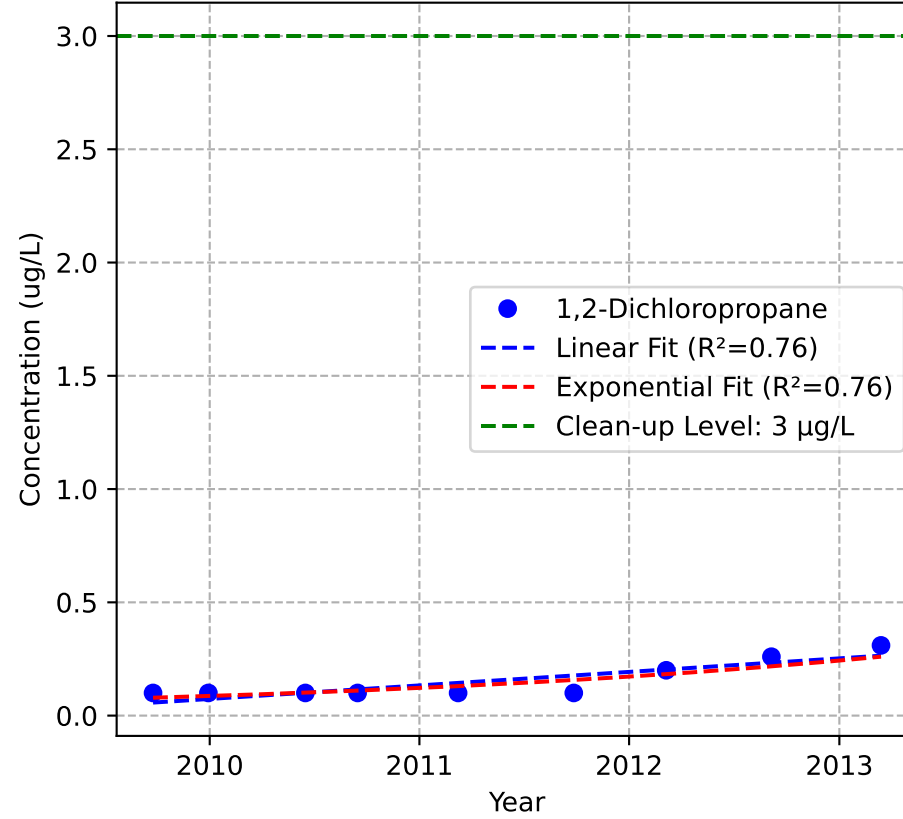 3.0
2.5
2.0
1.5
1.0
0.5
0.0
Concentration (ug/L)
1,2-Dichloropropane
Linear Fit (R²=0.76)
Exponential Fit (R²=0.76)
Clean-up Level: 3 µg/L
2010 2011 2012 2013
Year